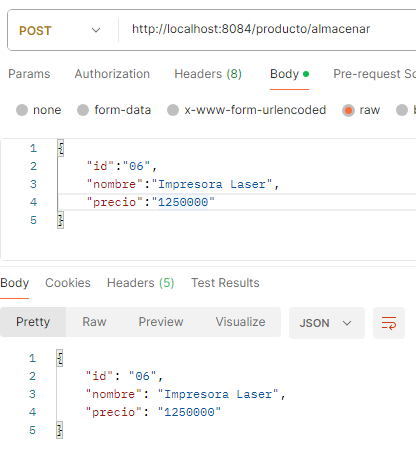 POST http://localhost:8084/producto/almacenar
Params Authorization Headers (8) Body Pre-request Sc
none form-data x-www-form-urlencoded raw b
1 {
2 "id":"06",
3 "nombre":"Impresora Laser",
4 "precio":"1250000"
5 }
Body Cookies Headers (5) Test Results
Pretty Raw Preview Visualize JSON
1 {
2 "id": "06",
3 "nombre": "Impresora Laser",
4 "precio": "1250000"
5 }